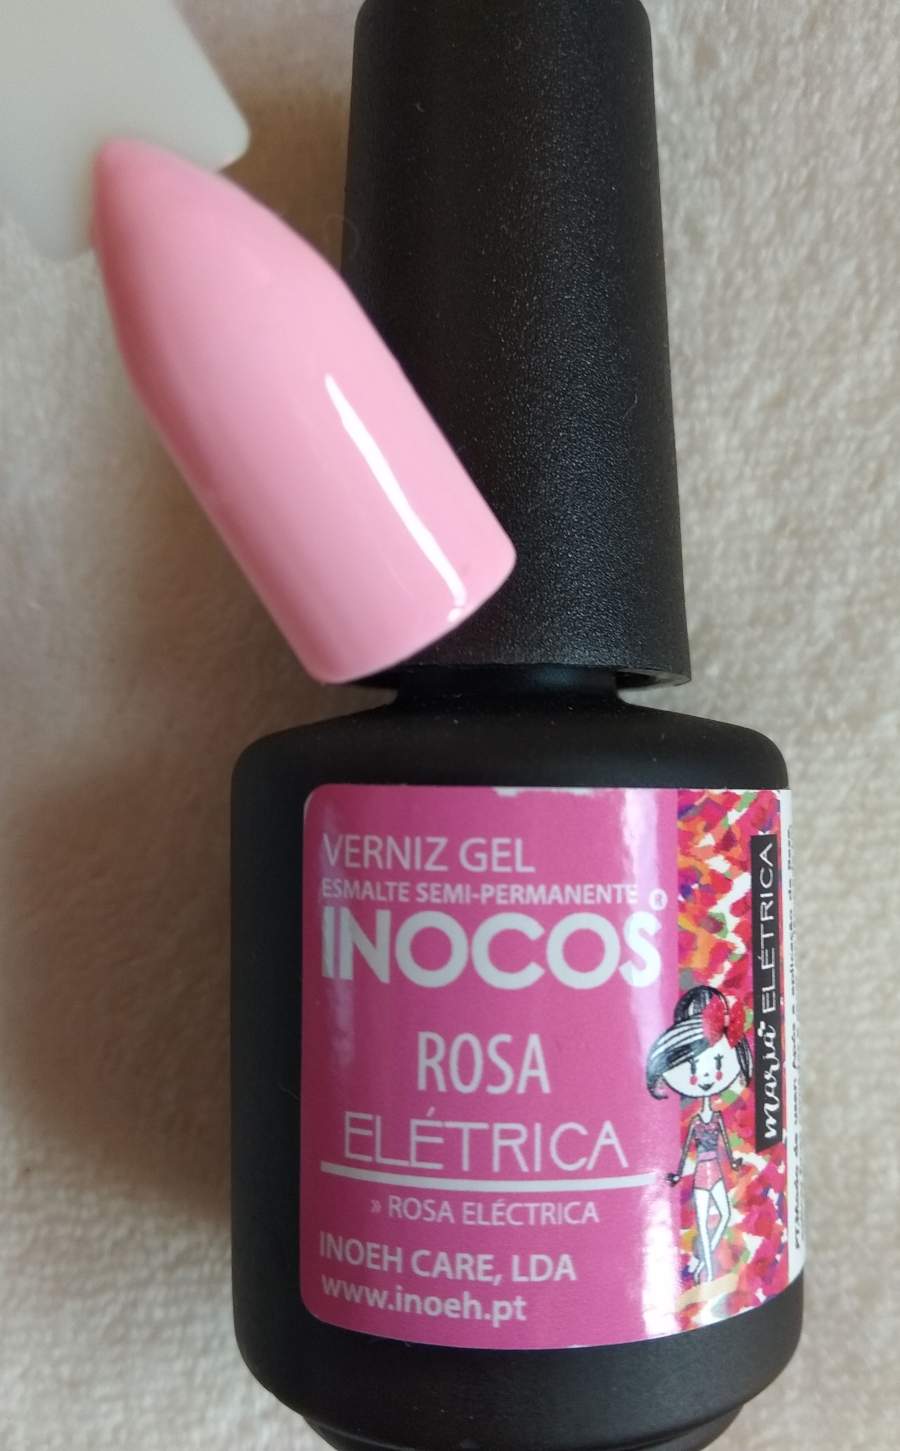 VERNIZ GEL
ESMALTE SEMI-PERMANENTE
INOCOS®
ROSA
ELÉTRICA
» ROSA ELÉCTRICA
INOEH CARE, LDA
www.inoeh.pt
maria ELÉTRICA